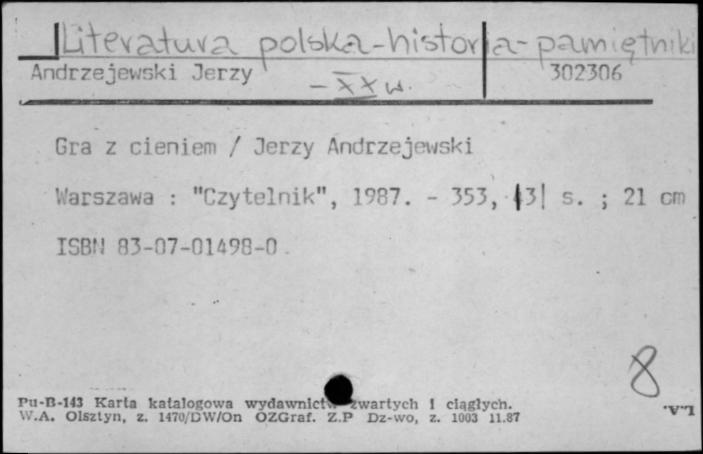 Literatura polska-historia-pamiętniki
Andrzejewski Jerzy
302306
-XX w.
Gra z cieniem / Jerzy Andrzejewski
Warszawa : "Czytelnik", 1987. - 353, |3| s. ; 21 cm
ISBN 83-07-01498-0.
8
Pu-B-143 Karta katalogowa wydawnictw zwartych i ciągłych.
W.A. Olsztyn, z. 1470/DW/On OZGraf. Z.P Dz-wo, z. 1003 11.87